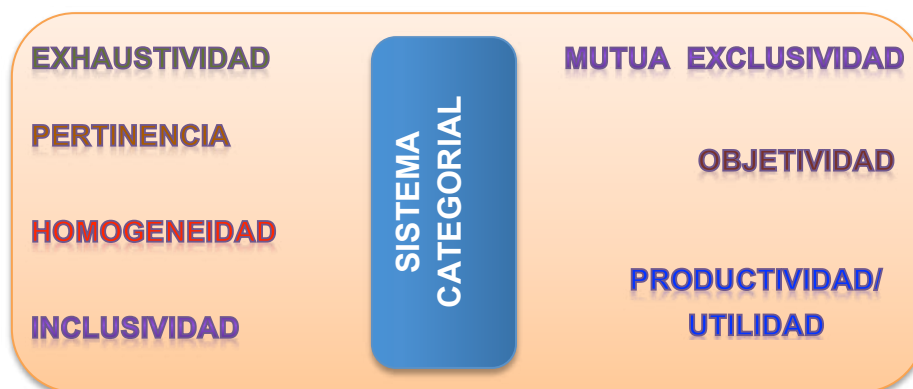 EXHAUSTIVIDAD
PERTINENCIA
HOMOGENEIDAD
INCLUSIVIDAD
SISTEMA
CATEGORIAL
MUTUA EXCLUSIVIDAD
OBJETIVIDAD
PRODUCTIVIDAD/
UTILIDAD